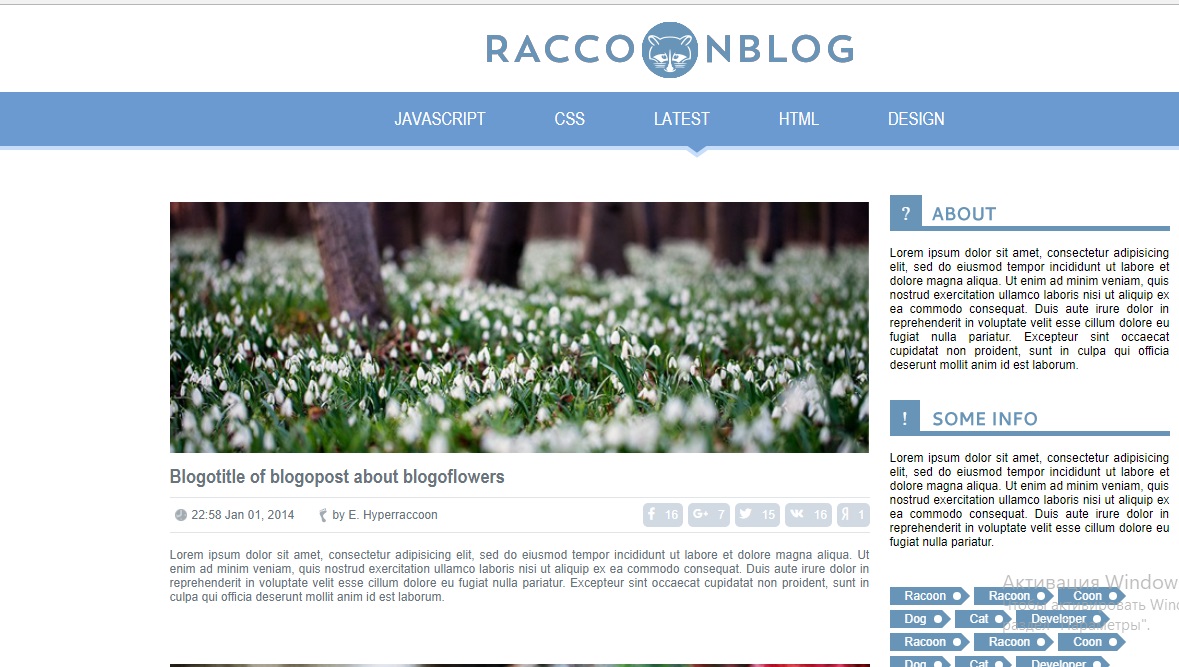 RACCOONBLOG
JAVASCRIPT CSS LATEST HTML DESIGN
Blogotitle of blogopost about blogoflowers
22:58 Jan 01, 2014 by E. Hyperraccoon f 16 G+ 7 15 16 Я 1
Lorem ipsum dolor sit amet, consectetur adipisicing elit, sed do eiusmod tempor incididunt ut labore et dolore magna aliqua. Ut
enim ad minim veniam, quis nostrud exercitation ullamco laboris nisi ut aliquip ex ea commodo consequat. Duis aute irure dolor in
reprehenderit in voluptate velit esse cillum dolore eu fugiat nulla pariatur. Excepteur sint occaecat cupidatat non proident, sunt in
culpa qui officia deserunt mollit anim id est laborum.
? ABOUT
Lorem ipsum dolor sit amet, consectetur adipisicing
elit, sed do eiusmod tempor incididunt ut labore et
dolore magna aliqua. Ut enim ad minim veniam, quis
nostrud exercitation ullamco laboris nisi ut aliquip ex
ea commodo consequat. Duis aute irure dolor in
reprehenderit in voluptate velit esse cillum dolore eu
fugiat nulla pariatur. Excepteur sint occaecat
cupidatat non proident, sunt in culpa qui officia
deserunt mollit anim id est laborum.
! SOME INFO
Lorem ipsum dolor sit amet, consectetur adipisicing
elit, sed do eiusmod tempor incididunt ut labore et
dolore magna aliqua. Ut enim ad minim veniam, quis
nostrud exercitation ullamco laboris nisi ut aliquip ex
ea commodo consequat. Duis aute irure dolor in
reprehenderit in voluptate velit esse cillum dolore eu
fugiat nulla pariatur.
Активация Window
Racoon Racoon Coon
Чтобы активировать Wind
Dog Cat Developer
раздел "Параметры".
Racoon Racoon Coon
Dog Cat Developer